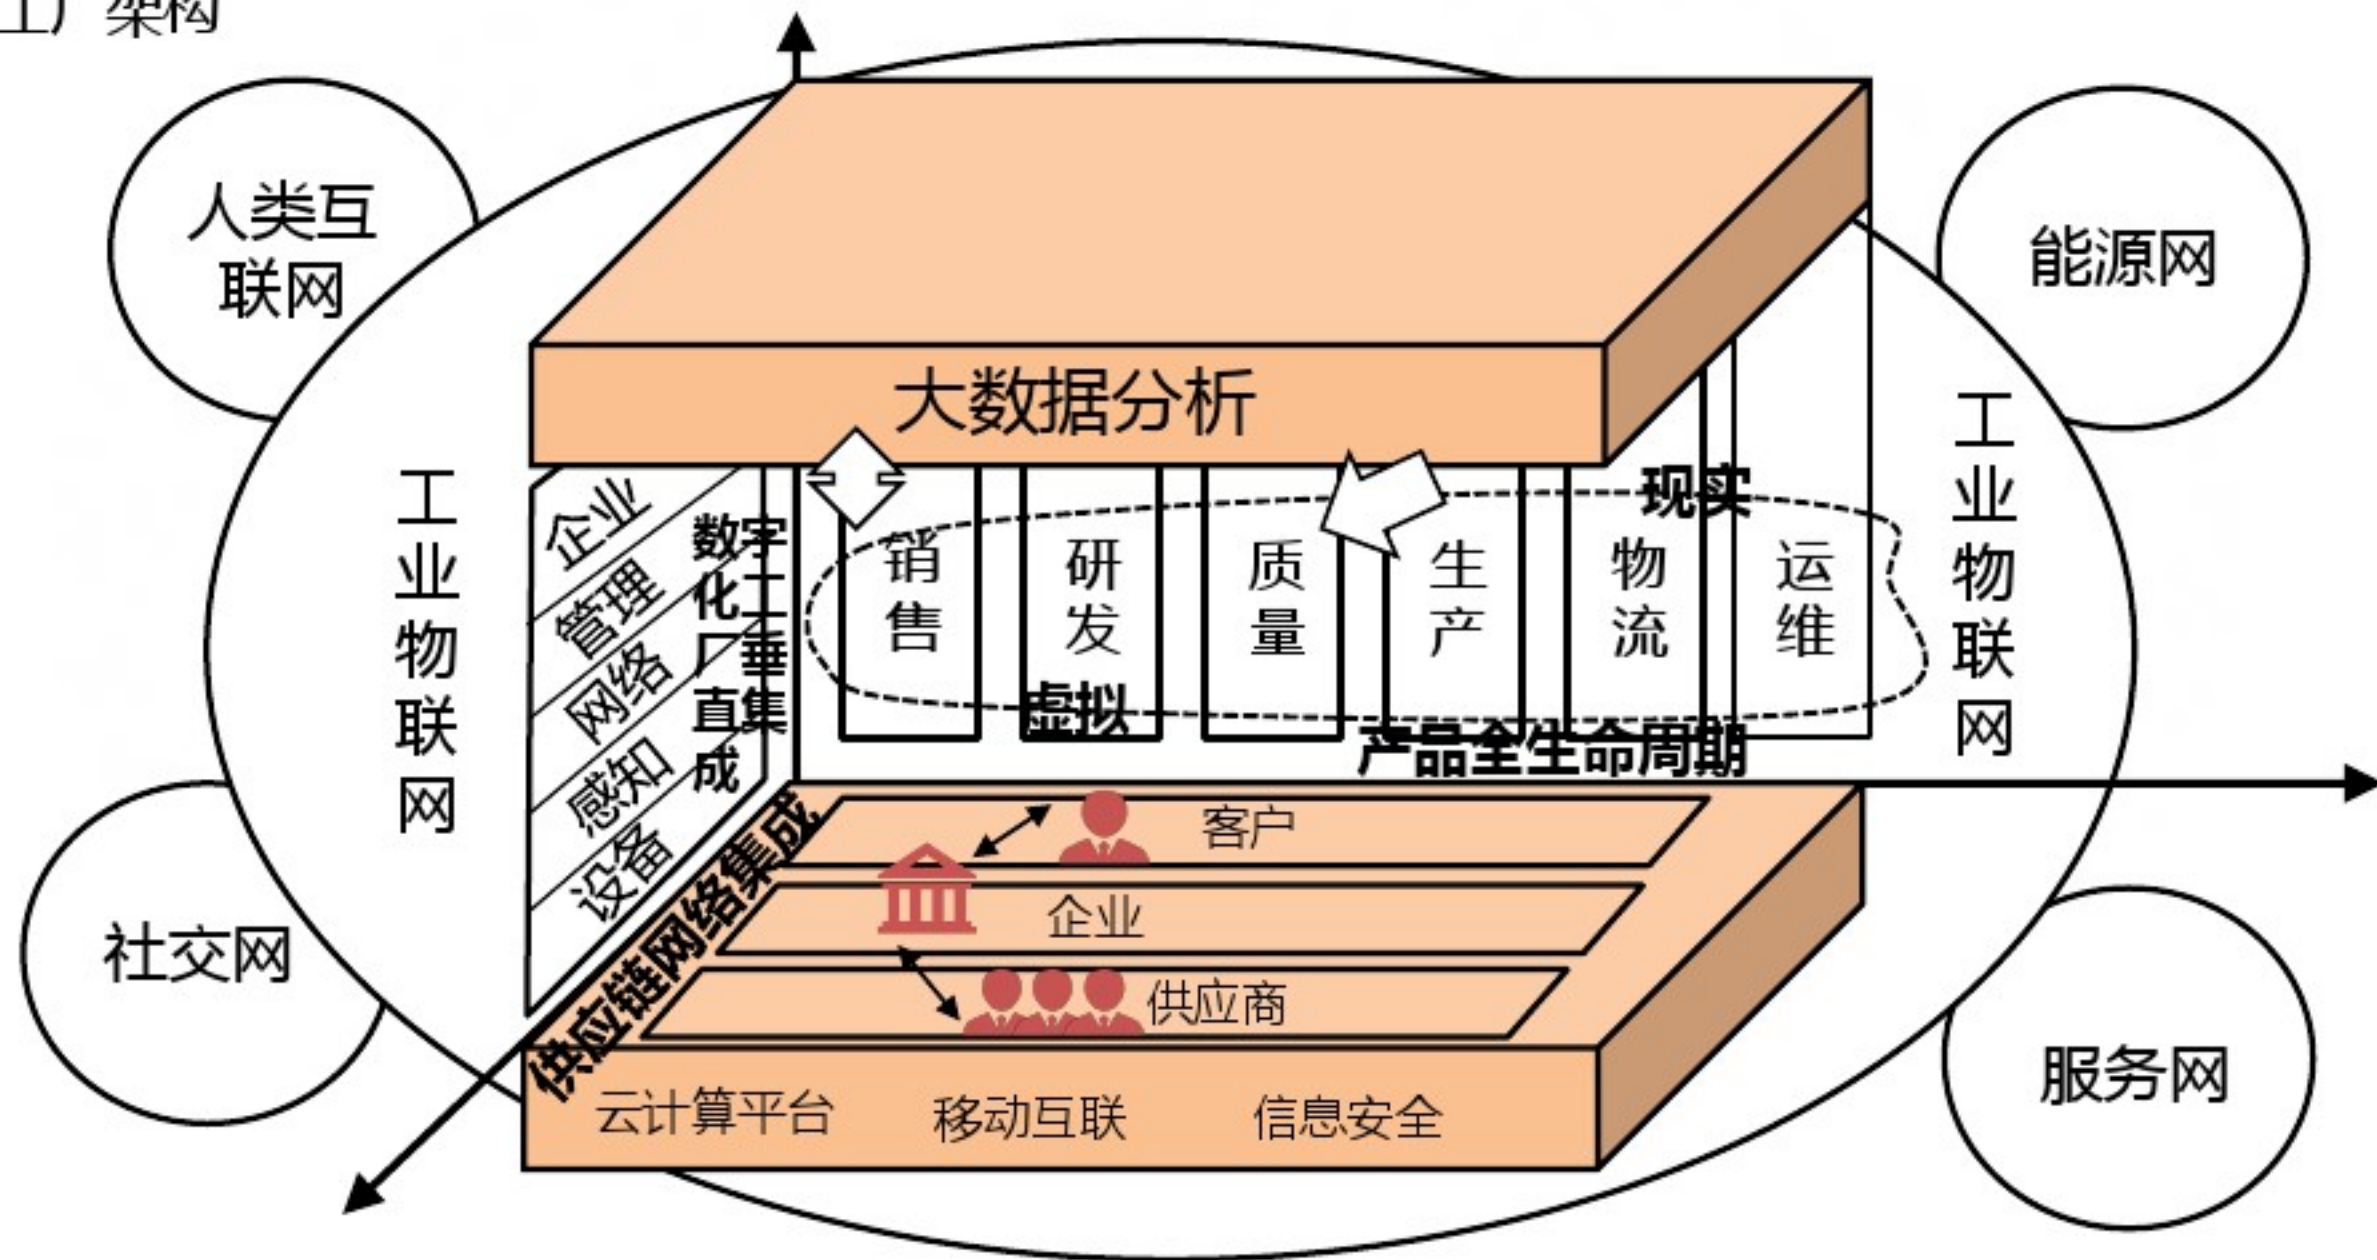 工厂架构
人类互
联网
能源网
大数据分析
工业物联网
企业
管理
网络
感知
设备
数字
化工
厂垂
直集
成
销售
研发
质量
生产
物流
运维
现实
虚拟
产品全生命周期
工业物联网
供应链网络集成
客户
企业
供应商
社交网
服务网
云计算平台
移动互联
信息安全